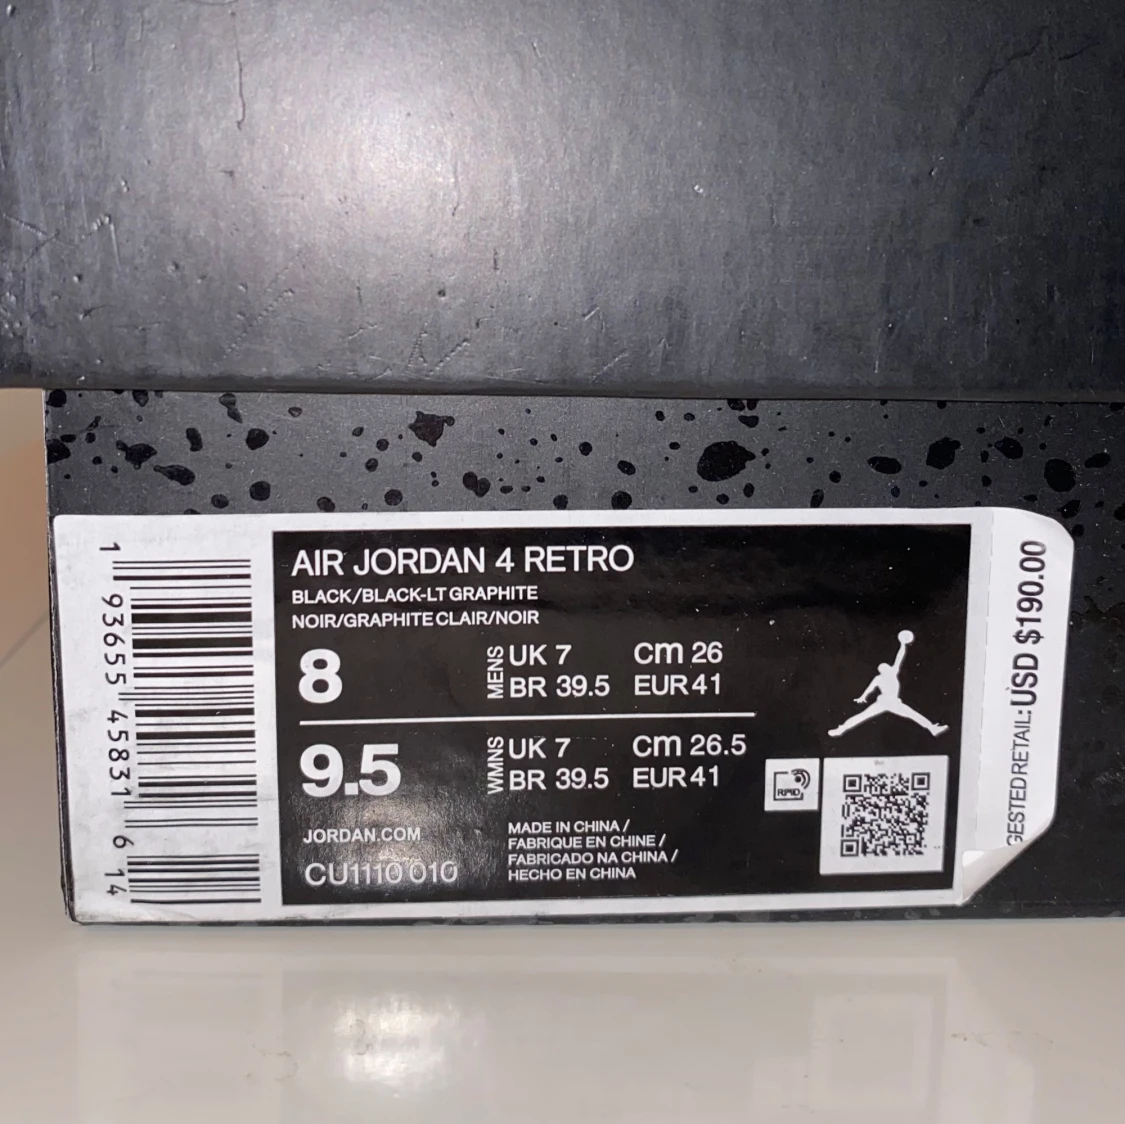 AIR JORDAN 4 RETRO
BLACK/BLACK-LT GRAPHITE
NOIR/GRAPHITE CLAIR/NOIR
8
MENS
UK 7 cm 26
BR 39.5 EUR 41
9.5
WMNS
UK 7 cm 26.5
BR 39.5 EUR 41
JORDAN.COM
CU1110 010
MADE IN CHINA /
FABRIQUE EN CHINE /
FABRICADO NA CHINA /
HECHO EN CHINA
RFID
1 93655 45831 6 14
GESTED RETAIL: USD $190.00